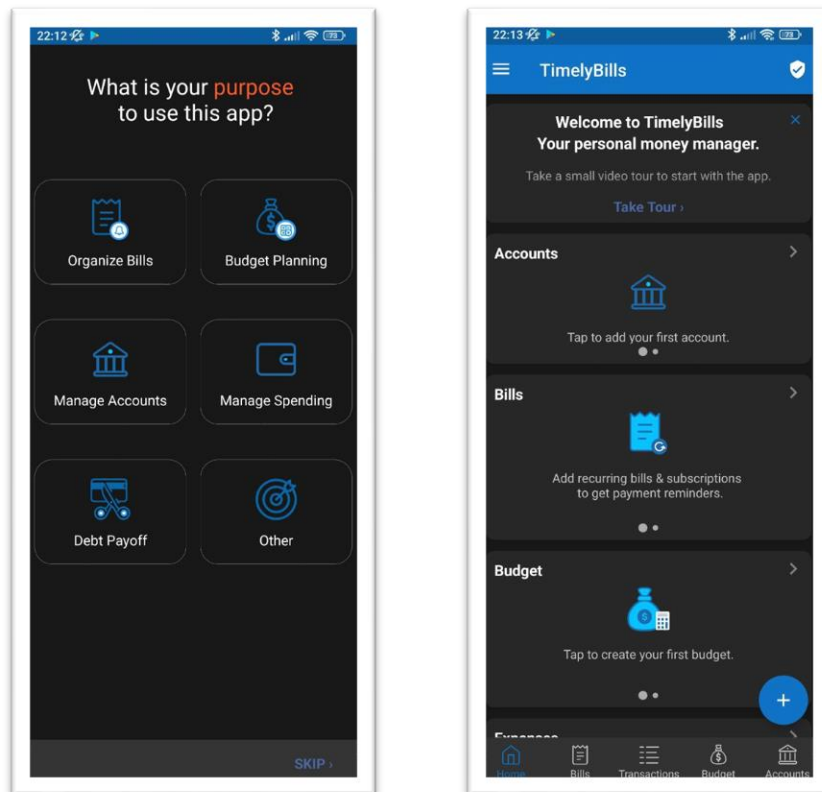 22:12
73
What is your purpose
to use this app?
Organize Bills
Budget Planning
Manage Accounts
Manage Spending
Debt Payoff
Other
SKIP ›
22:13
73
TimelyBills
Welcome to TimelyBills
Your personal money manager.
Take a small video tour to start with the app.
Take Tour ›
Accounts
Tap to add your first account.
Bills
Add recurring bills & subscriptions
to get payment reminders.
Budget
Tap to create your first budget.
Expenses
Home
Bills
Transactions
Budget
Accounts